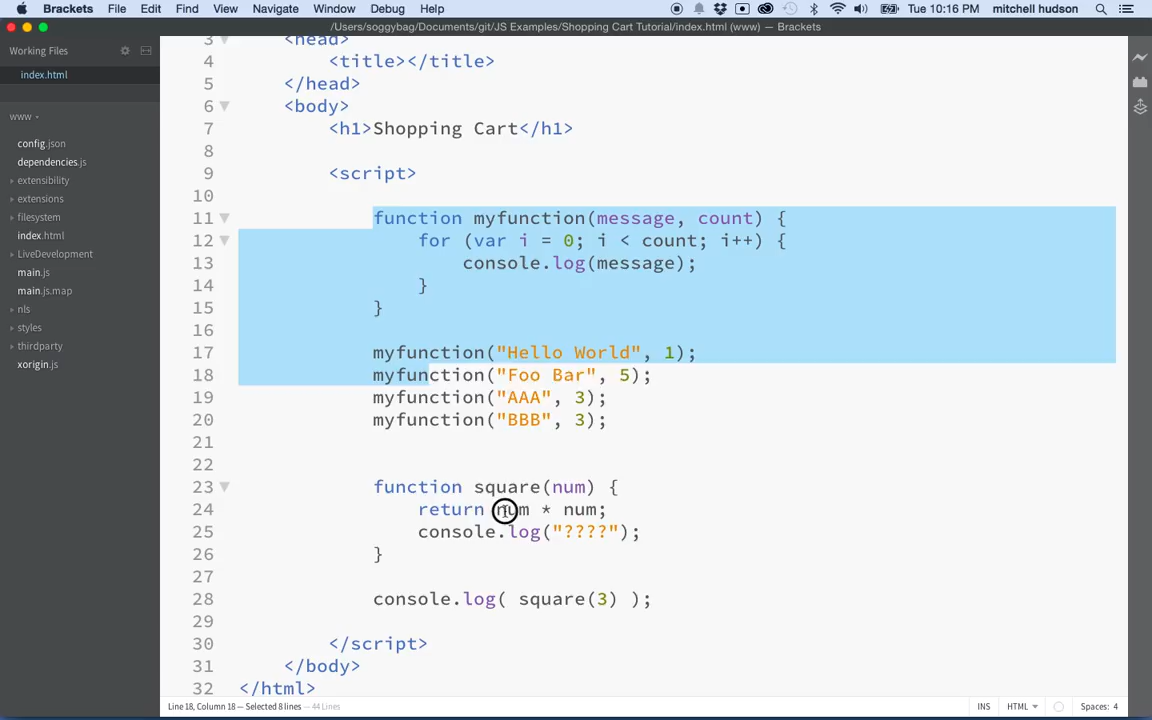 Brackets File Edit Find View Navigate Window Debug Help Tue 10:16 PM mitchell hudson
/Users/soggybag/Documents/git/JS Examples/Shopping Cart Tutorial/index.html (www) — Brackets
Working Files
index.html
www
config.json
dependencies.js
extensibility
extensions
filesystem
index.html
LiveDevelopment
main.js
main.js.map
nls
styles
thirdparty
xorigin.js
3 <head>
4 <title></title>
5 </head>
6 <body>
7 <h1>Shopping Cart</h1>
8
9 <script>
10
11 function myfunction(message, count) {
12 for (var i = 0; i < count; i++) {
13 console.log(message);
14 }
15 }
16
17 myfunction("Hello World", 1);
18 myfunction("Foo Bar", 5);
19 myfunction("AAA", 3);
20 myfunction("BBB", 3);
21
22
23 function square(num) {
24 return num * num;
25 console.log("????");
26 }
27
28 console.log( square(3) );
29
30 </script>
31 </body>
32 </html>
Line 18, Column 18 — Selected 8 lines — 44 Lines INS HTML Spaces: 4